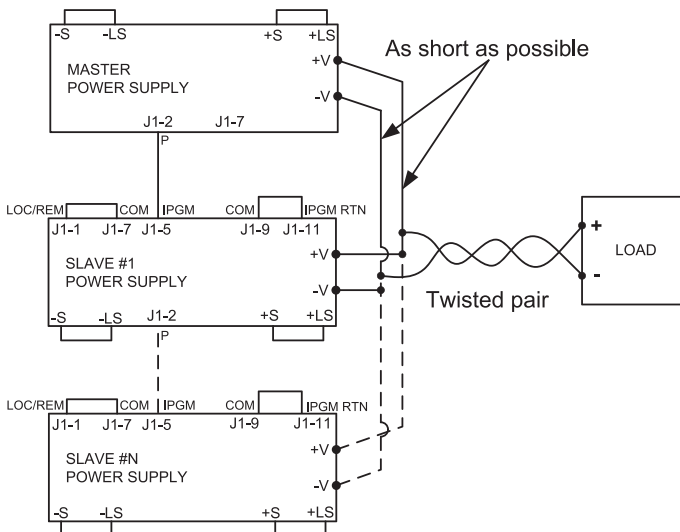 -S -LS +S +LS
+V
As short as possible
MASTER
POWER SUPPLY
-V
J1-2 J1-7
P
LOC/REM COM IPGM COM IPGM RTN
J1-1 J1-7 J1-5 J1-9 J1-11
+V
SLAVE #1
POWER SUPPLY
-V
-S -LS J1-2 +S +LS
P
+
LOAD
-
Twisted pair
LOC/REM COM IPGM COM IPGM RTN
J1-1 J1-7 J1-5 J1-9 J1-11
+V
SLAVE #N
POWER SUPPLY
-V
-S -LS +S +LS